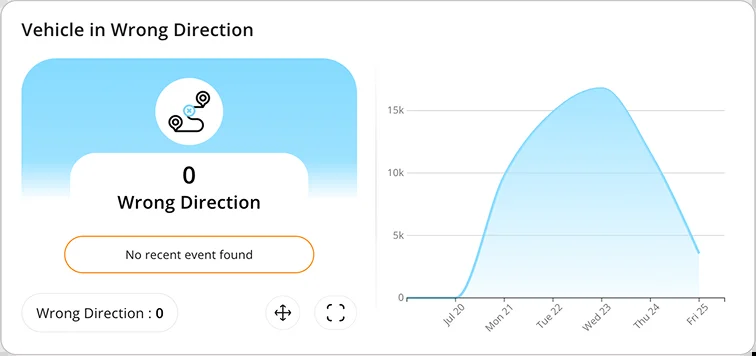 Vehicle in Wrong Direction
0
Wrong Direction
No recent event found
Wrong Direction : 0
15k
10k
5k
0
Jul 20
Mon 21
Tue 22
Wed 23
Thu 24
Fri 25